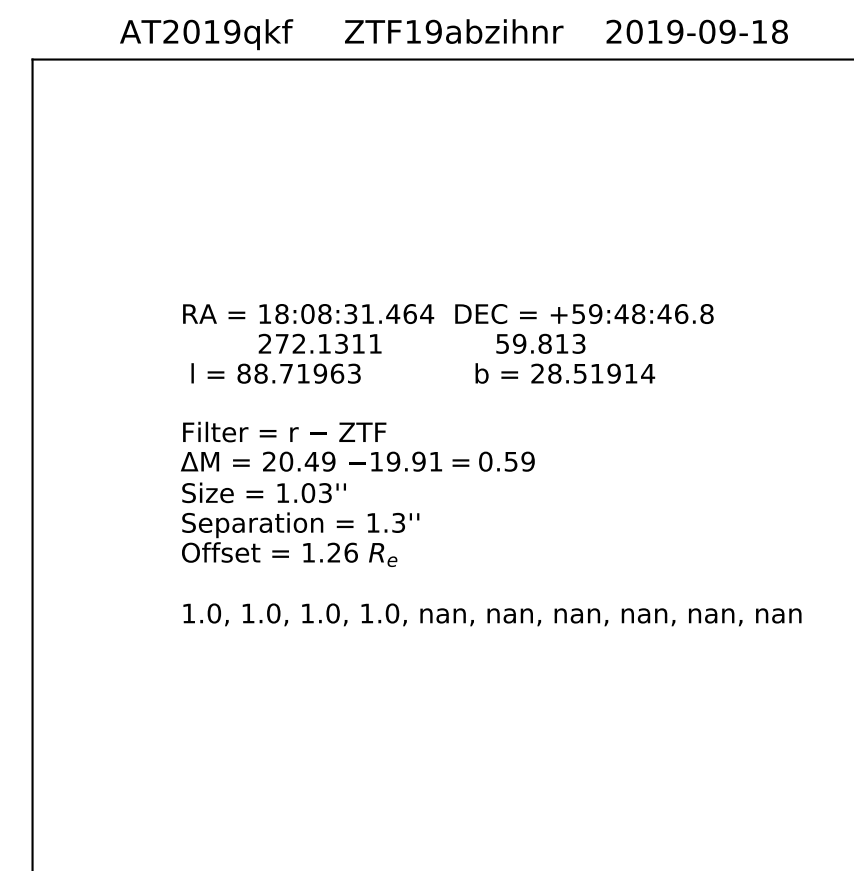 AT2019qkf ZTF19abzihnr 2019-09-18
RA = 18:08:31.464 DEC = +59:48:46.8
272.1311 59.813
l = 88.71963 b = 28.51914
Filter = r − ZTF
ΔM = 20.49 −19.91 = 0.59
Size = 1.03''
Separation = 1.3''
Offset = 1.26 Rₑ
1.0, 1.0, 1.0, 1.0, nan, nan, nan, nan, nan, nan